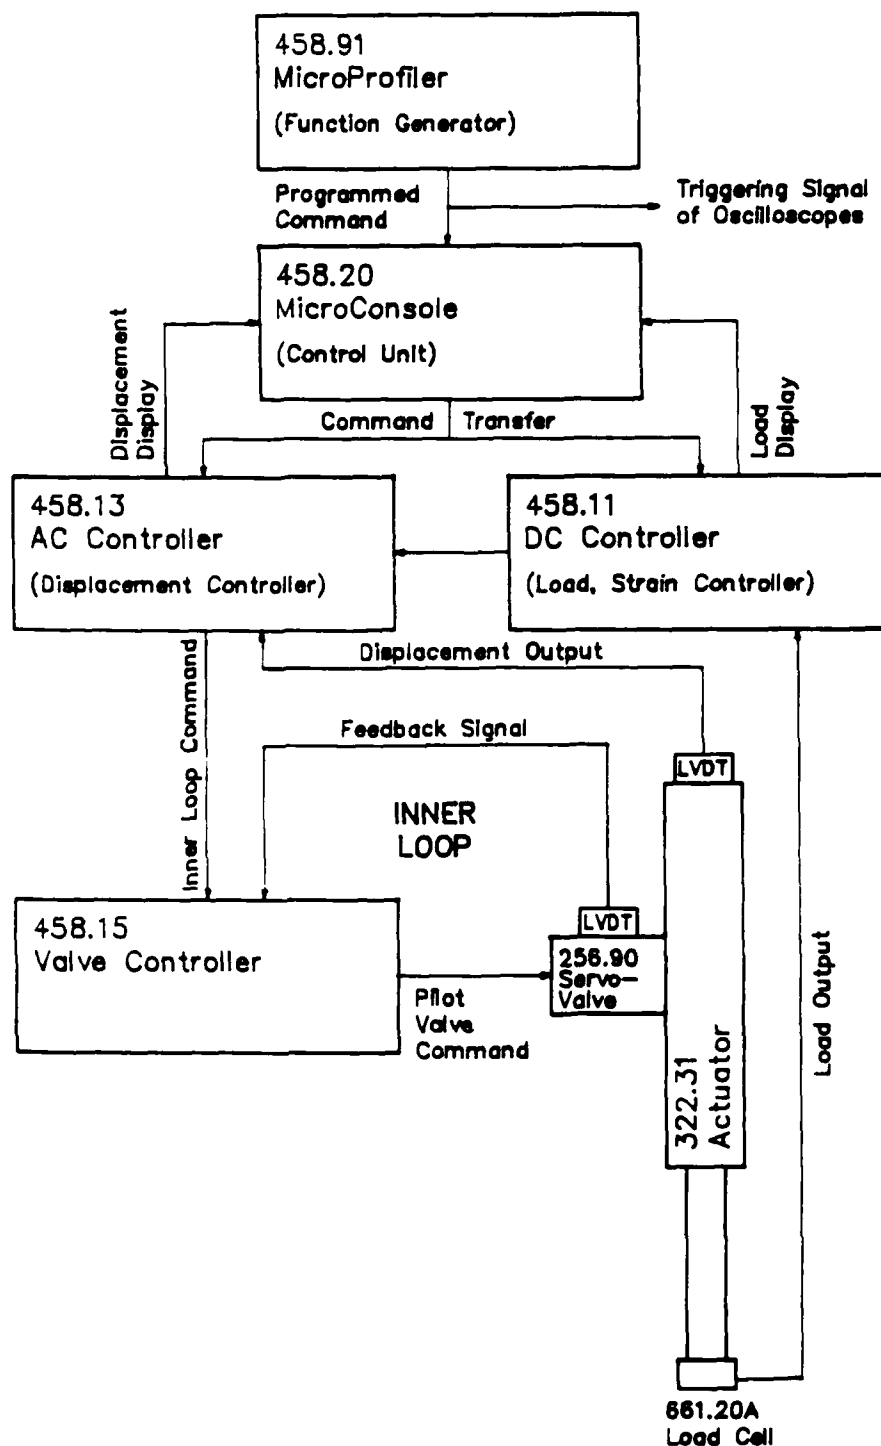 458.91
MicroProfiler
(Function Generator)
Programmed
Command
Triggering Signal
of Oscilloscopes
458.20
MicroConsole
(Control Unit)
Displacement
Display
Load
Display
Command Transfer
458.13
AC Controller
(Displacement Controller)
458.11
DC Controller
(Load, Strain Controller)
Displacement Output
Inner Loop Command
Feedback Signal
LVDT
INNER
LOOP
458.15
Valve Controller
LVDT
256.90
Servo-
Valve
Pilot
Valve
Command
322.31
Actuator
Load Output
661.20A
Load Cell